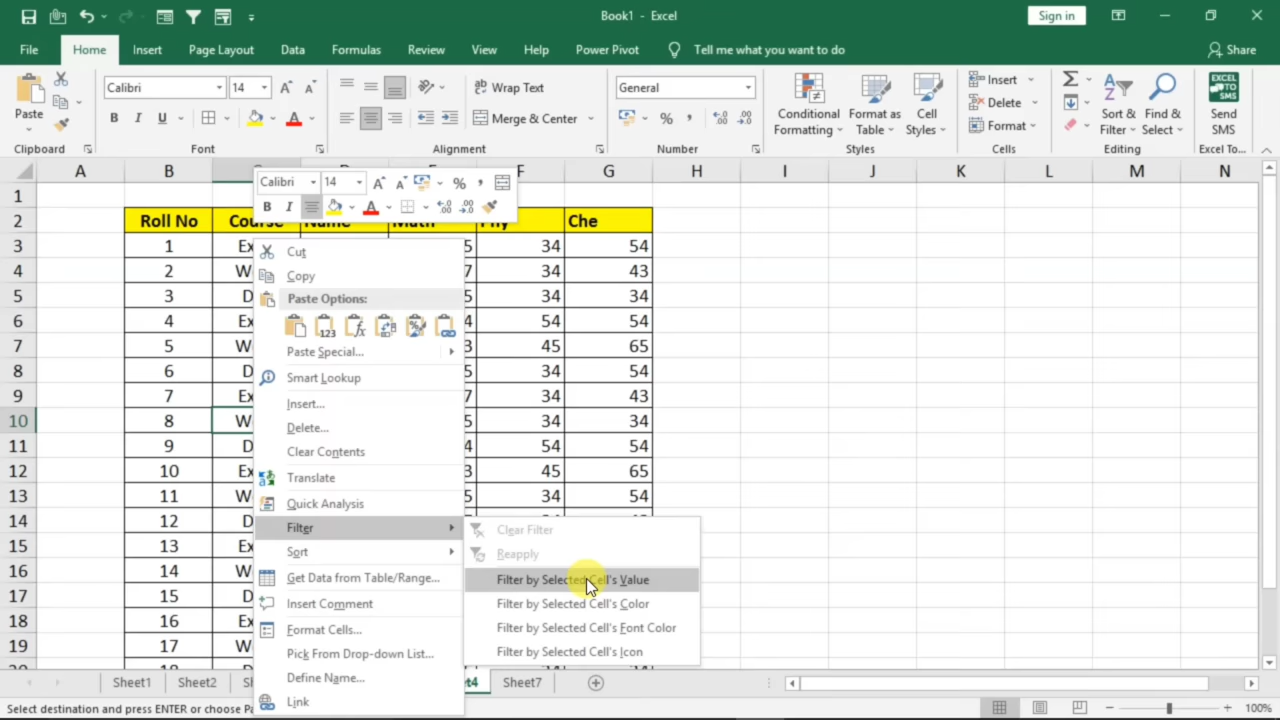 Book1 - Excel
Sign in
File Home Insert Page Layout Data Formulas Review View Help Power Pivot Tell me what you want to do Share
Paste
Calibri 14
General
Wrap Text
Merge & Center
Conditional Formatting
Format as Table
Cell Styles
Insert
Delete
Format
Sort & Filter
Find & Select
Send SMS
Clipboard Font Alignment Number Styles Cells Editing Excel To...
A B F G H I J K L M N
Calibri 14
1
2 Roll No Course Name Math Phy Che
3 1 Ex 5 34 54
4 2 W 7 34 43
5 3 D 5 34 34
6 4 Ex 4 54 54
7 5 W 3 45 65
8 6 D 5 34 54
9 7 Ex 7 34 43
10 8 W 5 34 34
11 9 D 4 54 54
12 10 Ex 3 45 65
13 11 W 5 34 54
14 12 D
15 13 Ex
16 14 W
17 15 D
18 16 Ex
19 17 W
Cut
Copy
Paste Options:
Paste Special...
Smart Lookup
Insert...
Delete...
Clear Contents
Translate
Quick Analysis
Filter
Sort
Get Data from Table/Range...
Insert Comment
Format Cells...
Pick From Drop-down List...
Define Name...
Link
Clear Filter
Reapply
Filter by Selected Cell's Value
Filter by Selected Cell's Color
Filter by Selected Cell's Font Color
Filter by Selected Cell's Icon
Sheet1 Sheet2 Sh et4 Sheet7
Select destination and press ENTER or choose Pa
100%